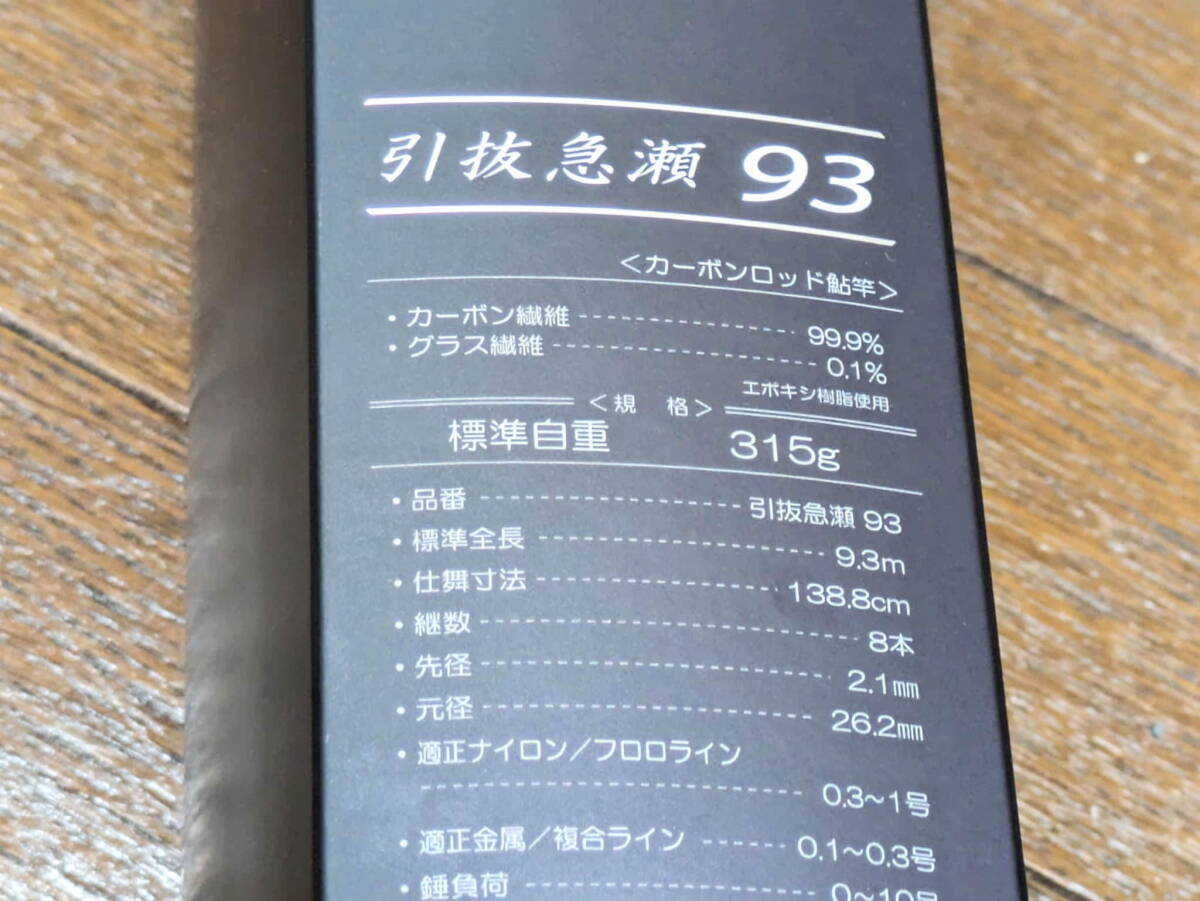 引抜急瀬 93
<カーボンロッド鮎竿>
・カーボン繊維 99.9%
・グラス繊維 0.1%
エポキシ樹脂使用
<規 格>
標準自重 315g
・品番 引抜急瀬 93
・標準全長 9.3m
・仕舞寸法 138.8cm
・継数 8本
・先径 2.1㎜
・元径 26.2㎜
・適正ナイロン/フロロライン
0.3~1号
・適正金属/複合ライン 0.1~0.3号
・錘負荷 0~10号